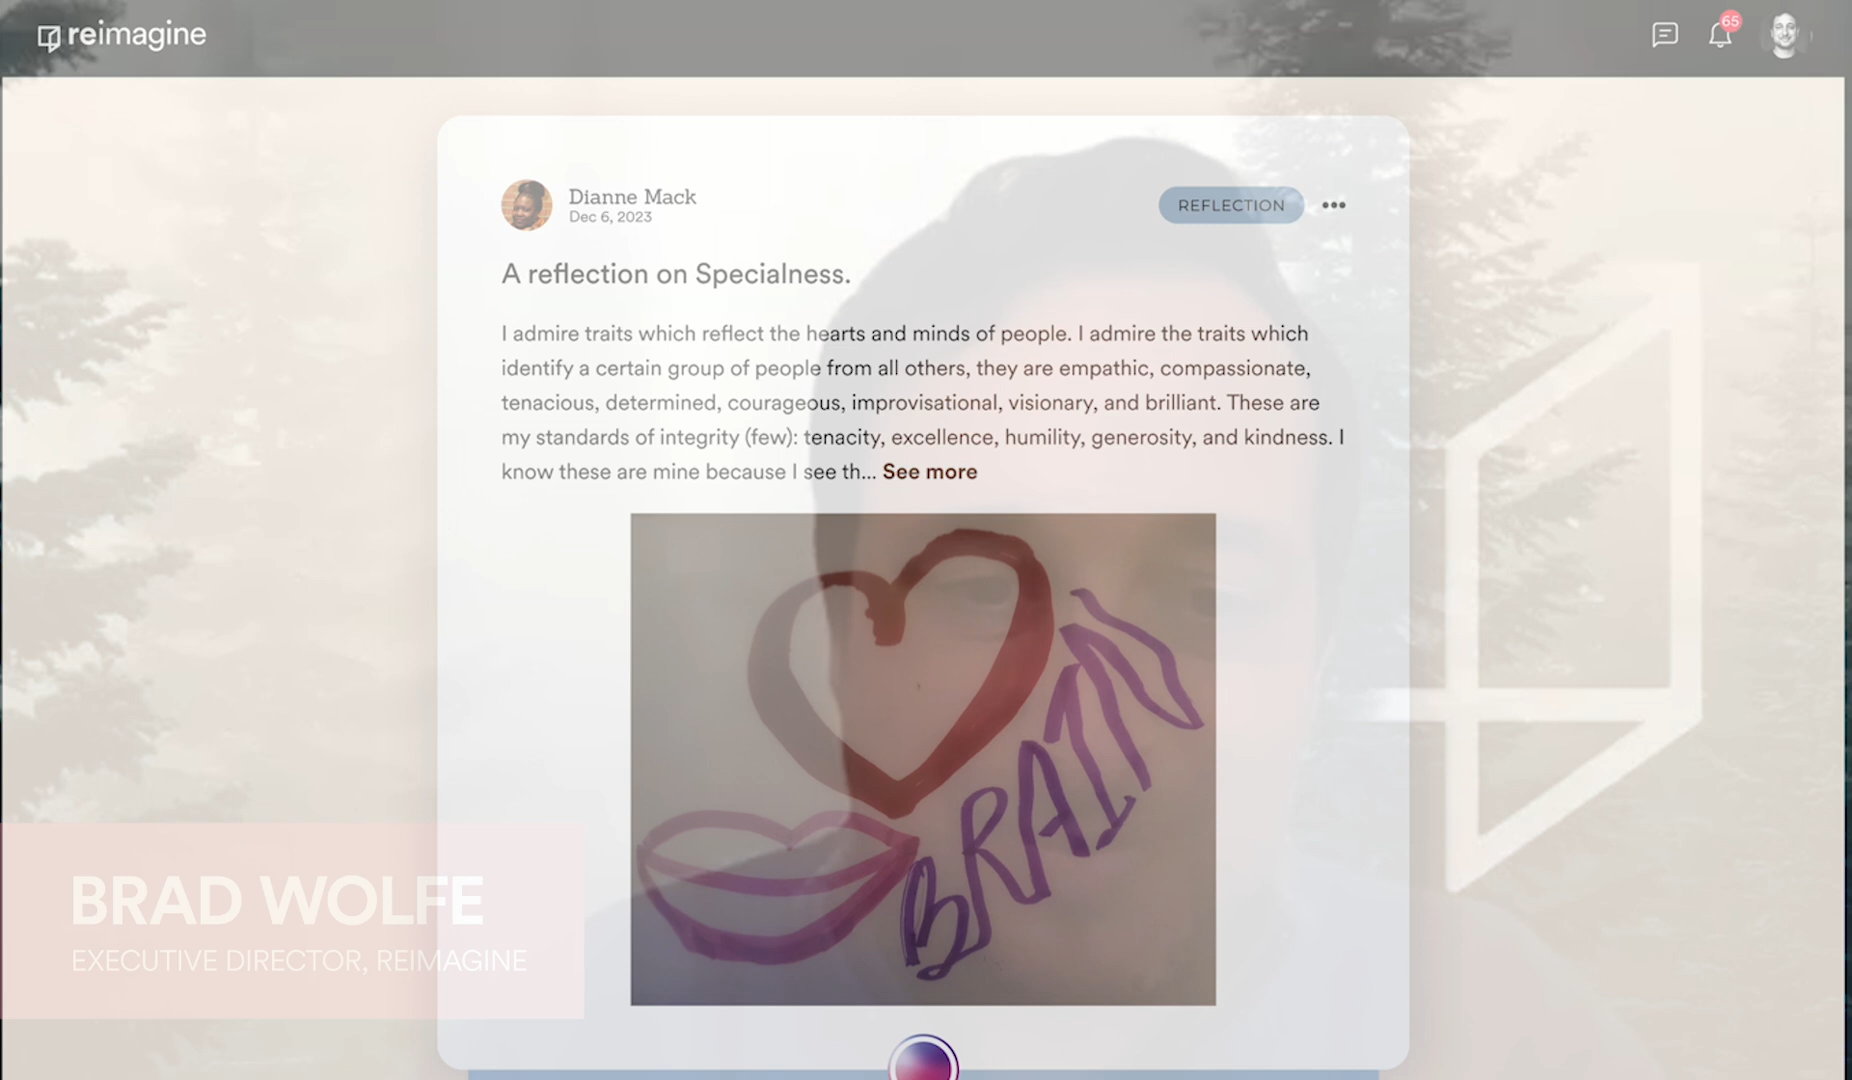 reimagine
65
Dianne Mack
Dec 6, 2023
REFLECTION
A reflection on Specialness.
I admire traits which reflect the hearts and minds of people. I admire the traits which
identify a certain group of people from all others, they are empathic, compassionate,
tenacious, determined, courageous, improvisational, visionary, and brilliant. These are
my standards of integrity (few): tenacity, excellence, humility, generosity, and kindness. I
know these are mine because I see th... See more
BRAIN
BRAD WOLFE
EXECUTIVE DIRECTOR, REIMAGINE